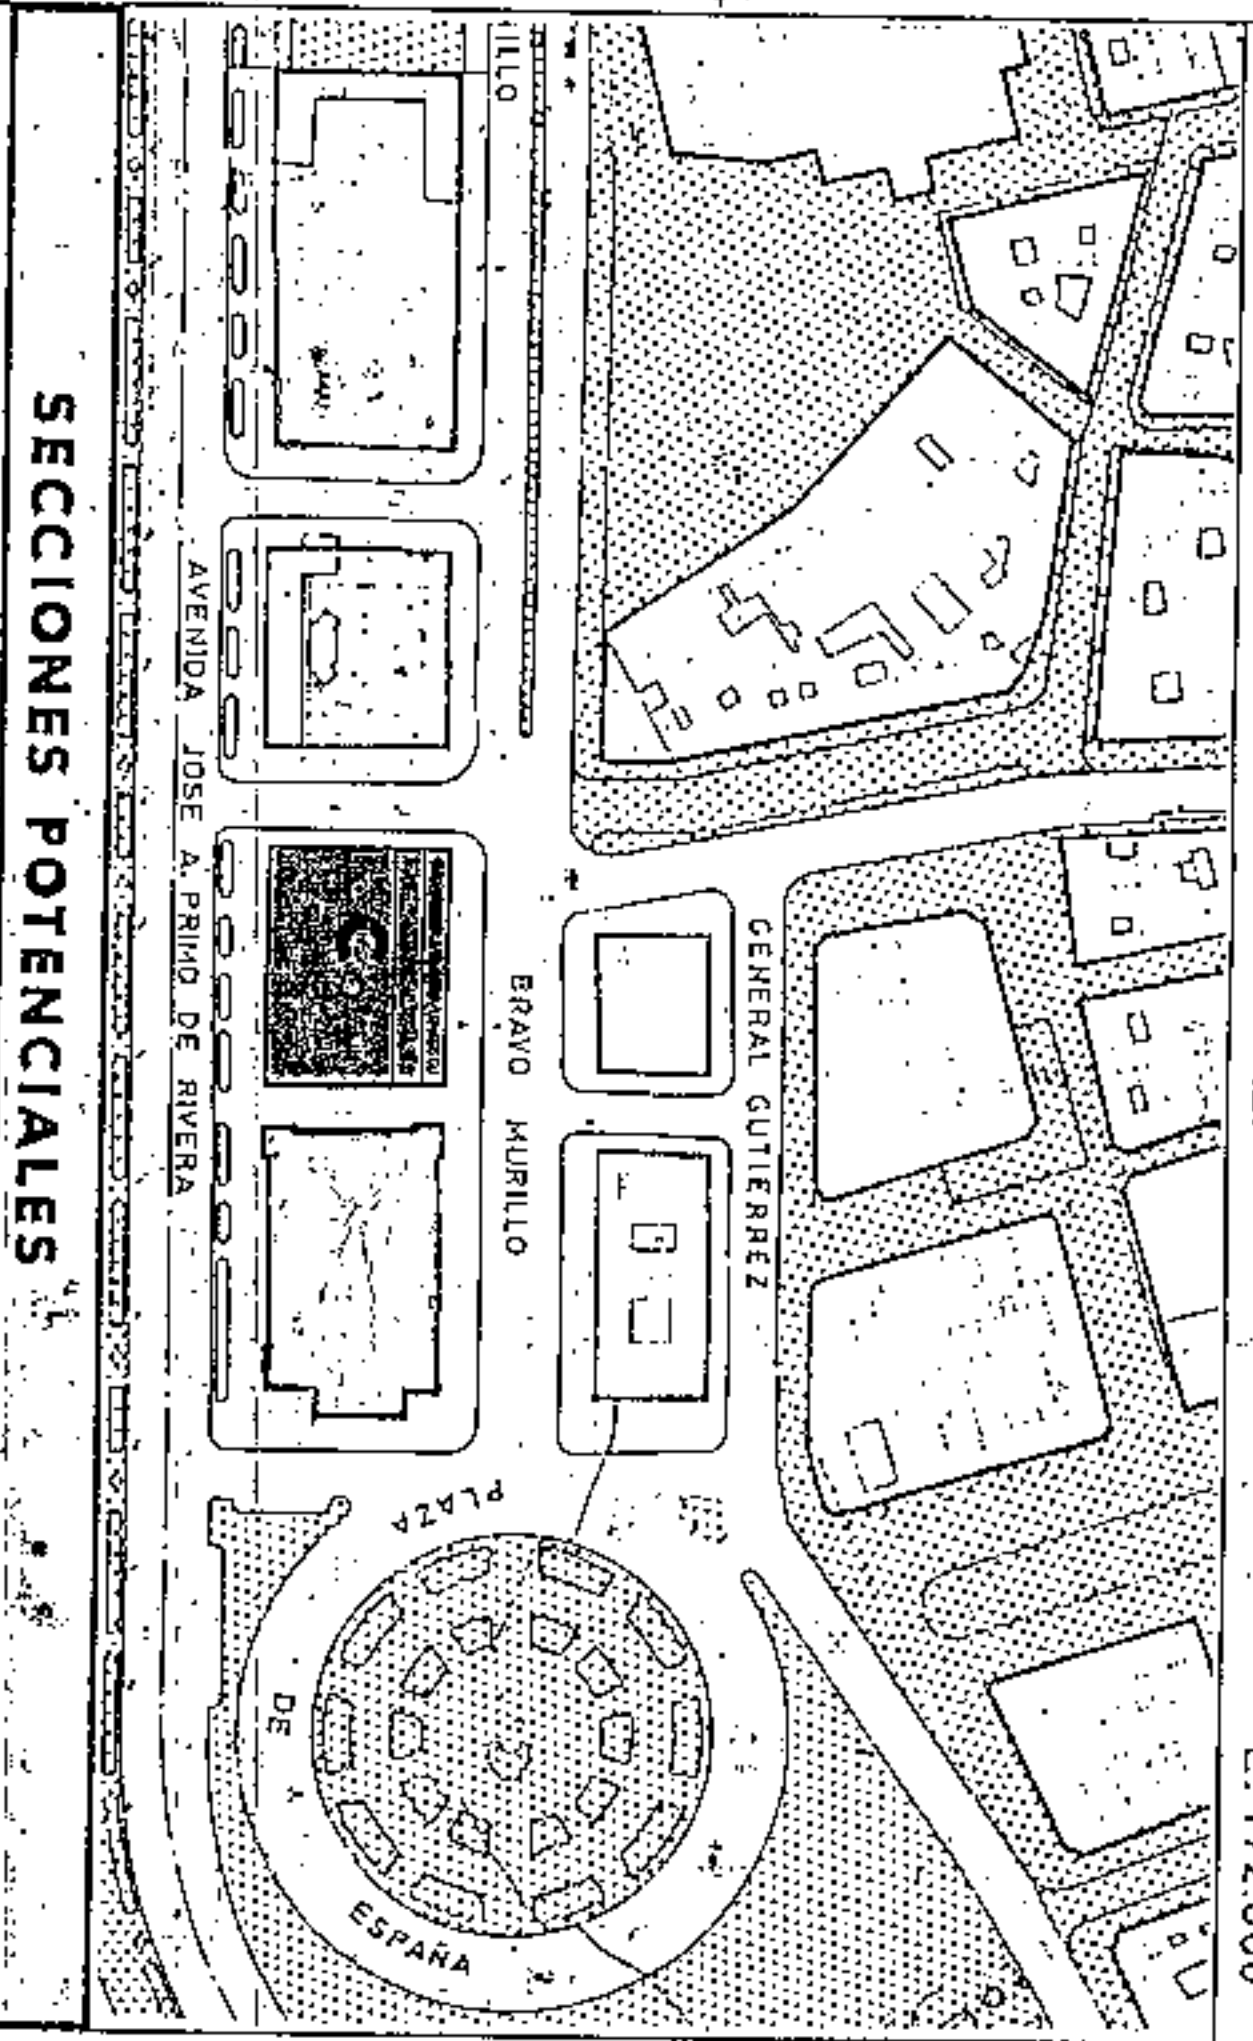 ILLO
AVENIDA JOSE A. PRIMO DE RIVERA
BRAVO MURILLO
GENERAL GUTIERREZ
PLAZA
DE
ESPAÑA
SECCIONES POTENCIALES